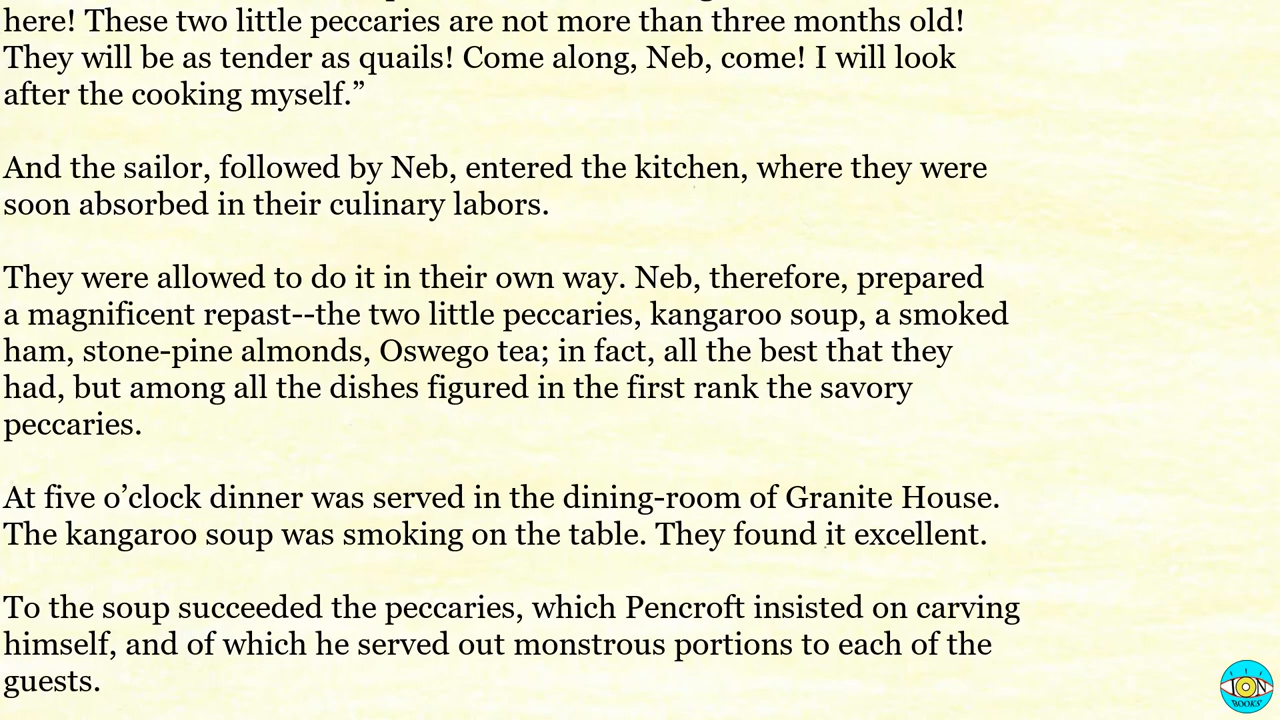 here! These two little peccaries are not more than three months old!
They will be as tender as quails! Come along, Neb, come! I will look
after the cooking myself.”
And the sailor, followed by Neb, entered the kitchen, where they were
soon absorbed in their culinary labors.
They were allowed to do it in their own way. Neb, therefore, prepared
a magnificent repast--the two little peccaries, kangaroo soup, a smoked
ham, stone-pine almonds, Oswego tea; in fact, all the best that they
had, but among all the dishes figured in the first rank the savory
peccaries.
At five o’clock dinner was served in the dining-room of Granite House.
The kangaroo soup was smoking on the table. They found it excellent.
To the soup succeeded the peccaries, which Pencroft insisted on carving
himself, and of which he served out monstrous portions to each of the
guests.
ION
BOOKS